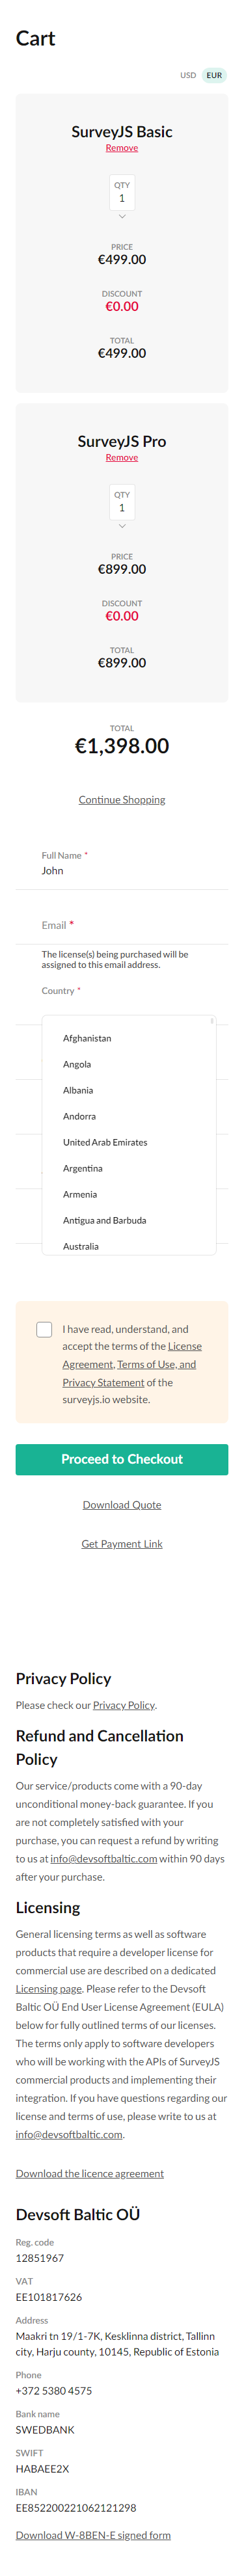 Cart
USD EUR
SurveyJS Basic
Remove
QTY
1
PRICE
€499.00
DISCOUNT
€0.00
TOTAL
€499.00
SurveyJS Pro
Remove
QTY
1
PRICE
€899.00
DISCOUNT
€0.00
TOTAL
€899.00
TOTAL
€1,398.00
Continue Shopping
Full Name *
John
Email *
The license(s) being purchased will be
assigned to this email address.
Country *
Afghanistan
Angola
Albania
Andorra
United Arab Emirates
Argentina
Armenia
Antigua and Barbuda
Australia
I have read, understand, and
accept the terms of the License
Agreement, Terms of Use, and
Privacy Statement of the
surveyjs.io website.
Proceed to Checkout
Download Quote
Get Payment Link
Privacy Policy
Please check our Privacy Policy.
Refund and Cancellation
Policy
Our service/products come with a 90-day
unconditional money-back guarantee. If you
are not completely satisfied with your
purchase, you can request a refund by writing
to us at info@devsoftbaltic.com within 90 days
after your purchase.
Licensing
General licensing terms as well as software
products that require a developer license for
commercial use are described on a dedicated
Licensing page. Please refer to the Devsoft
Baltic OÜ End User License Agreement (EULA)
below for fully outlined terms of our licenses.
The terms only apply to software developers
who will be working with the APIs of SurveyJS
commercial products and implementing their
integration. If you have questions regarding our
license and terms of use, please write to us at
info@devsoftbaltic.com.
Download the licence agreement
Devsoft Baltic OÜ
Reg. code
12851967
VAT
EE101817626
Address
Maakri tn 19/1-7K, Kesklinna district, Tallinn
city, Harju county, 10145, Republic of Estonia
Phone
+372 5380 4575
Bank name
SWEDBANK
SWIFT
HABAEE2X
IBAN
EE852200221062121298
Download W-8BEN-E signed form